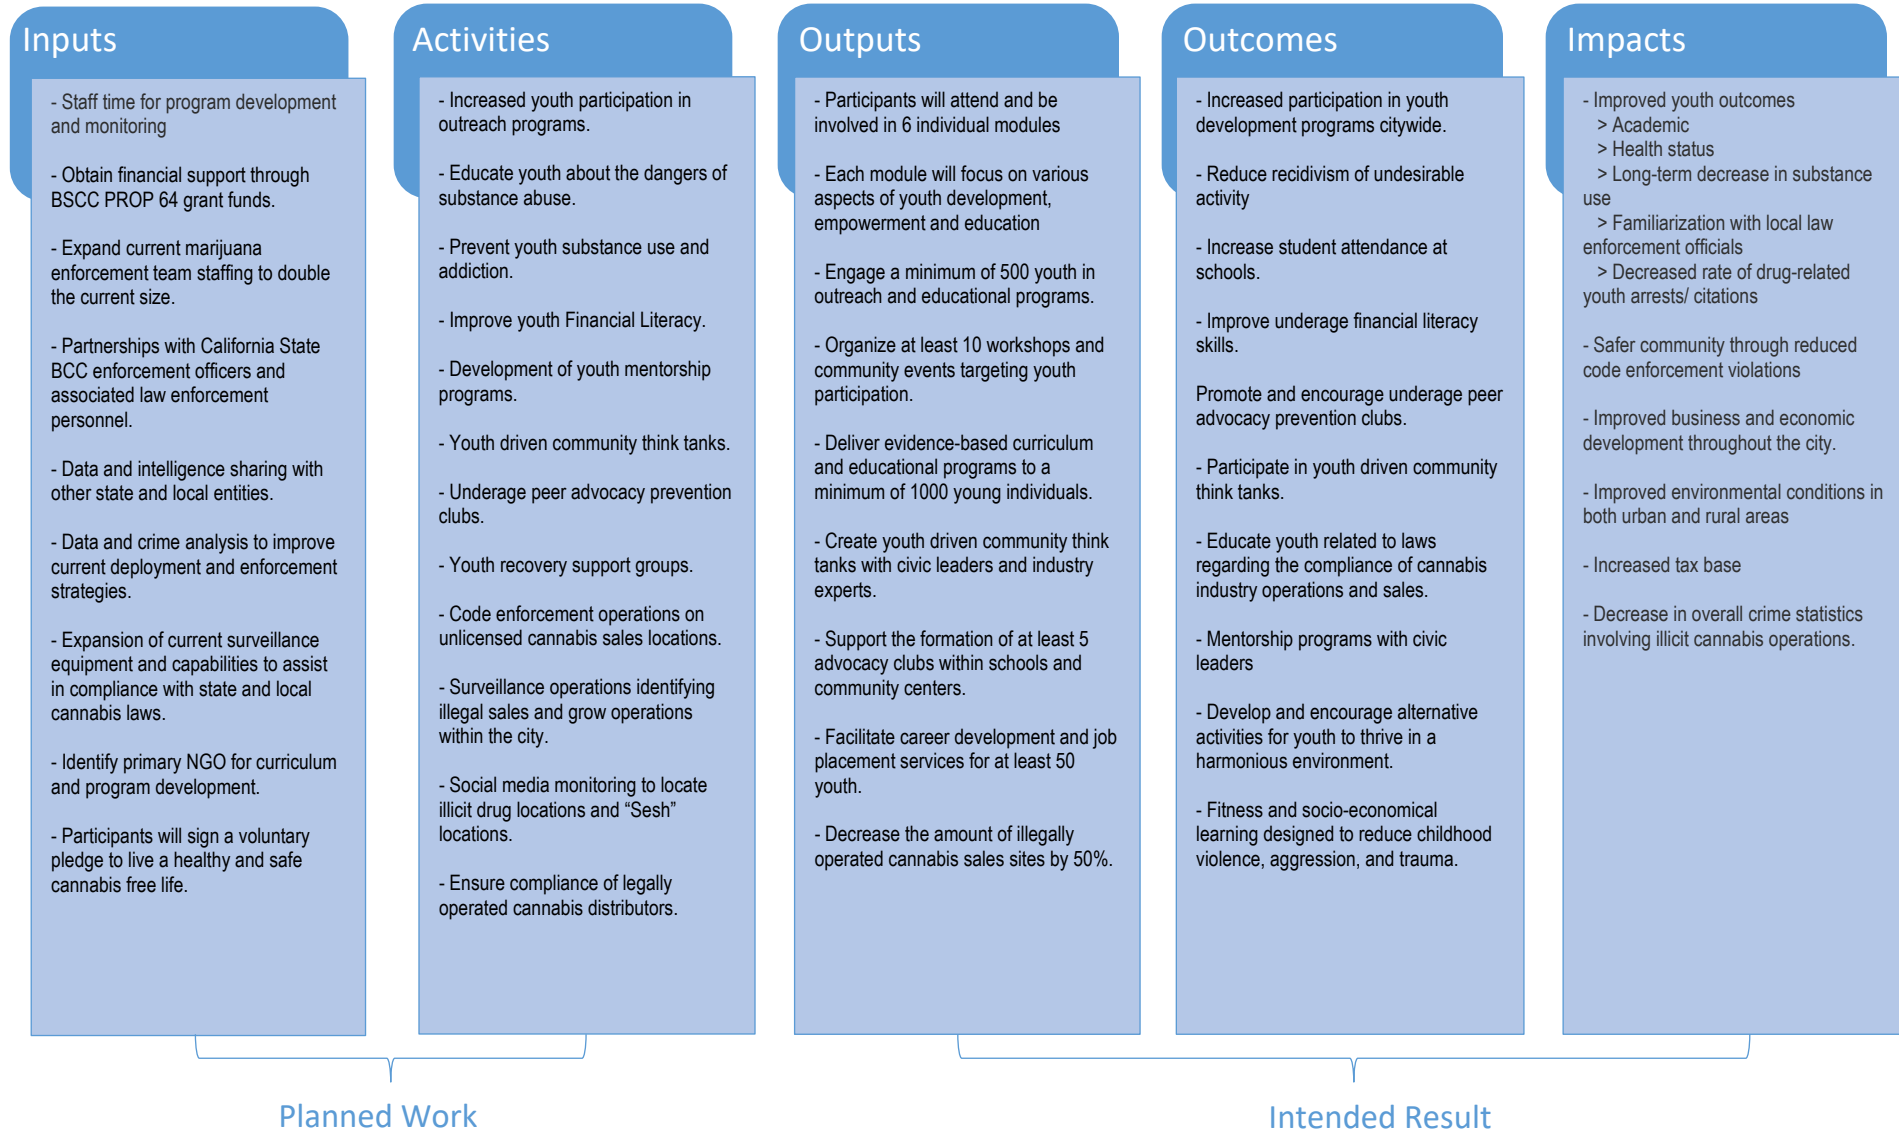 Inputs
- Staff time for program development
and monitoring
- Obtain financial support through
BSCC PROP 64 grant funds.
- Expand current marijuana
enforcement team staffing to double
the current size.
- Partnerships with California State
BCC enforcement officers and
associated law enforcement
personnel.
- Data and intelligence sharing with
other state and local entities.
- Data and crime analysis to improve
current deployment and enforcement
strategies.
- Expansion of current surveillance
equipment and capabilities to assist
in compliance with state and local
cannabis laws.
- Identify primary NGO for curriculum
and program development.
- Participants will sign a voluntary
pledge to live a healthy and safe
cannabis free life.
Activities
- Increased youth participation in
outreach programs.
- Educate youth about the dangers of
substance abuse.
- Prevent youth substance use and
addiction.
- Improve youth Financial Literacy.
- Development of youth mentorship
programs.
- Youth driven community think tanks.
- Underage peer advocacy prevention
clubs.
- Youth recovery support groups.
- Code enforcement operations on
unlicensed cannabis sales locations.
- Surveillance operations identifying
illegal sales and grow operations
within the city.
- Social media monitoring to locate
illicit drug locations and “Sesh”
locations.
- Ensure compliance of legally
operated cannabis distributors.
Outputs
- Participants will attend and be
involved in 6 individual modules
- Each module will focus on various
aspects of youth development,
empowerment and education
- Engage a minimum of 500 youth in
outreach and educational programs.
- Organize at least 10 workshops and
community events targeting youth
participation.
- Deliver evidence-based curriculum
and educational programs to a
minimum of 1000 young individuals.
- Create youth driven community think
tanks with civic leaders and industry
experts.
- Support the formation of at least 5
advocacy clubs within schools and
community centers.
- Facilitate career development and job
placement services for at least 50
youth.
- Decrease the amount of illegally
operated cannabis sales sites by 50%.
Outcomes
- Increased participation in youth
development programs citywide.
- Reduce recidivism of undesirable
activity
- Increase student attendance at
schools.
- Improve underage financial literacy
skills.
Promote and encourage underage peer
advocacy prevention clubs.
- Participate in youth driven community
think tanks.
- Educate youth related to laws
regarding the compliance of cannabis
industry operations and sales.
- Mentorship programs with civic
leaders
- Develop and encourage alternative
activities for youth to thrive in a
harmonious environment.
- Fitness and socio-economical
learning designed to reduce childhood
violence, aggression, and trauma.
Impacts
- Improved youth outcomes
> Academic
> Health status
> Long-term decrease in substance
use
> Familiarization with local law
enforcement officials
> Decreased rate of drug-related
youth arrests/ citations
- Safer community through reduced
code enforcement violations
- Improved business and economic
development throughout the city.
- Improved environmental conditions in
both urban and rural areas
- Increased tax base
- Decrease in overall crime statistics
involving illicit cannabis operations.
Planned Work
Intended Result